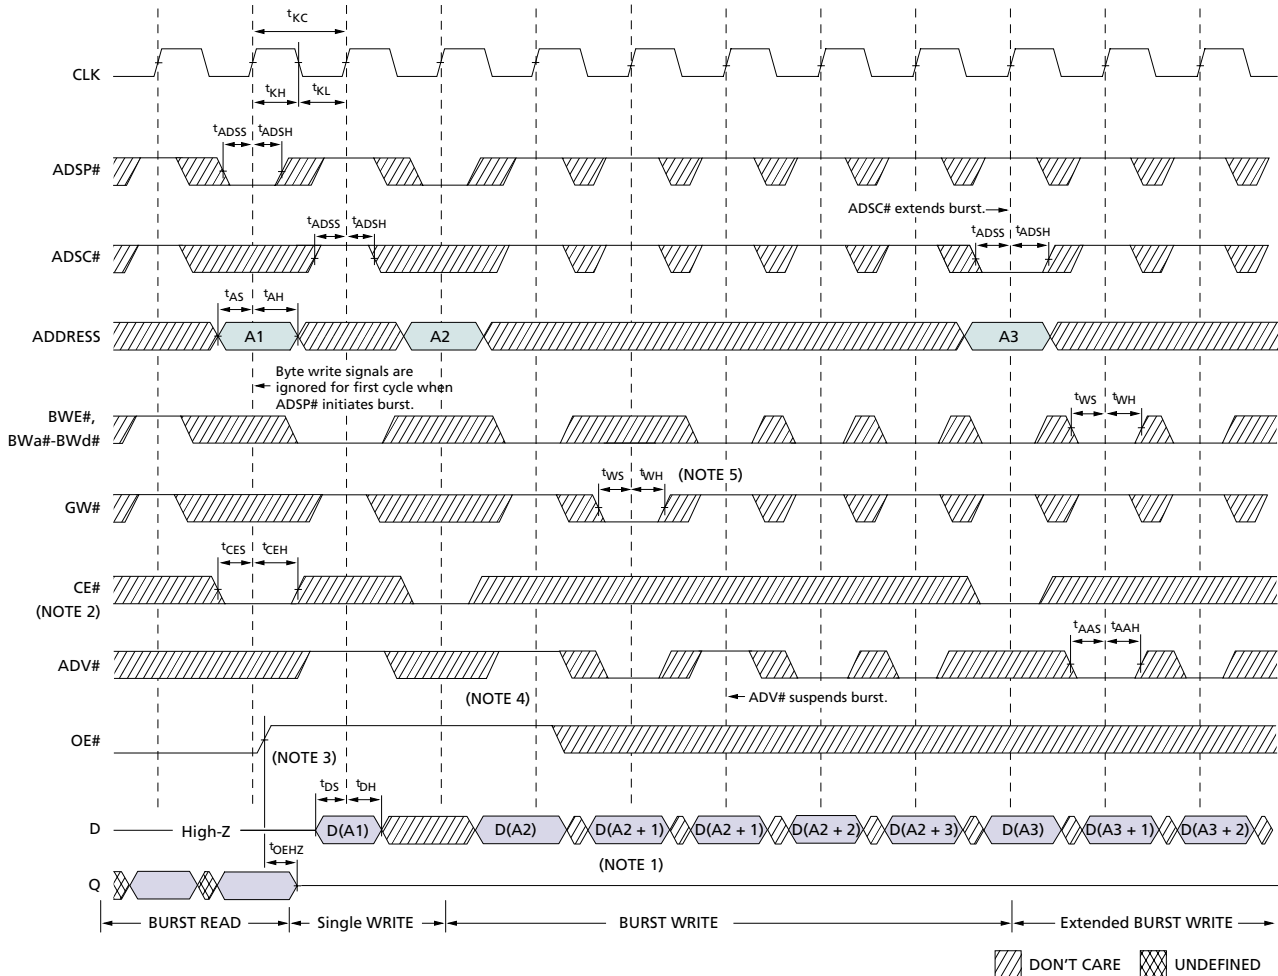 tKC
CLK
tKH
tKL
tADSS
tADSH
ADSP#
ADSC# extends burst.
tADSS
tADSH
tADSS
tADSH
ADSC#
tAS
tAH
ADDRESS
A1
A2
A3
Byte write signals are
ignored for first cycle when
ADSP# initiates burst.
BWE#,
BWa#-BWd#
tWS
tWH
tWS
tWH
(NOTE 5)
GW#
tCES
tCEH
CE#
(NOTE 2)
tAAS
tAAH
ADV#
(NOTE 4)
ADV# suspends burst.
OE#
(NOTE 3)
tDS
tDH
D
High-Z
D(A1)
D(A2)
D(A2 + 1)
D(A2 + 1)
D(A2 + 2)
D(A2 + 3)
D(A3)
D(A3 + 1)
D(A3 + 2)
tOEHZ
(NOTE 1)
Q
BURST READ
Single WRITE
BURST WRITE
Extended BURST WRITE
DON'T CARE
UNDEFINED